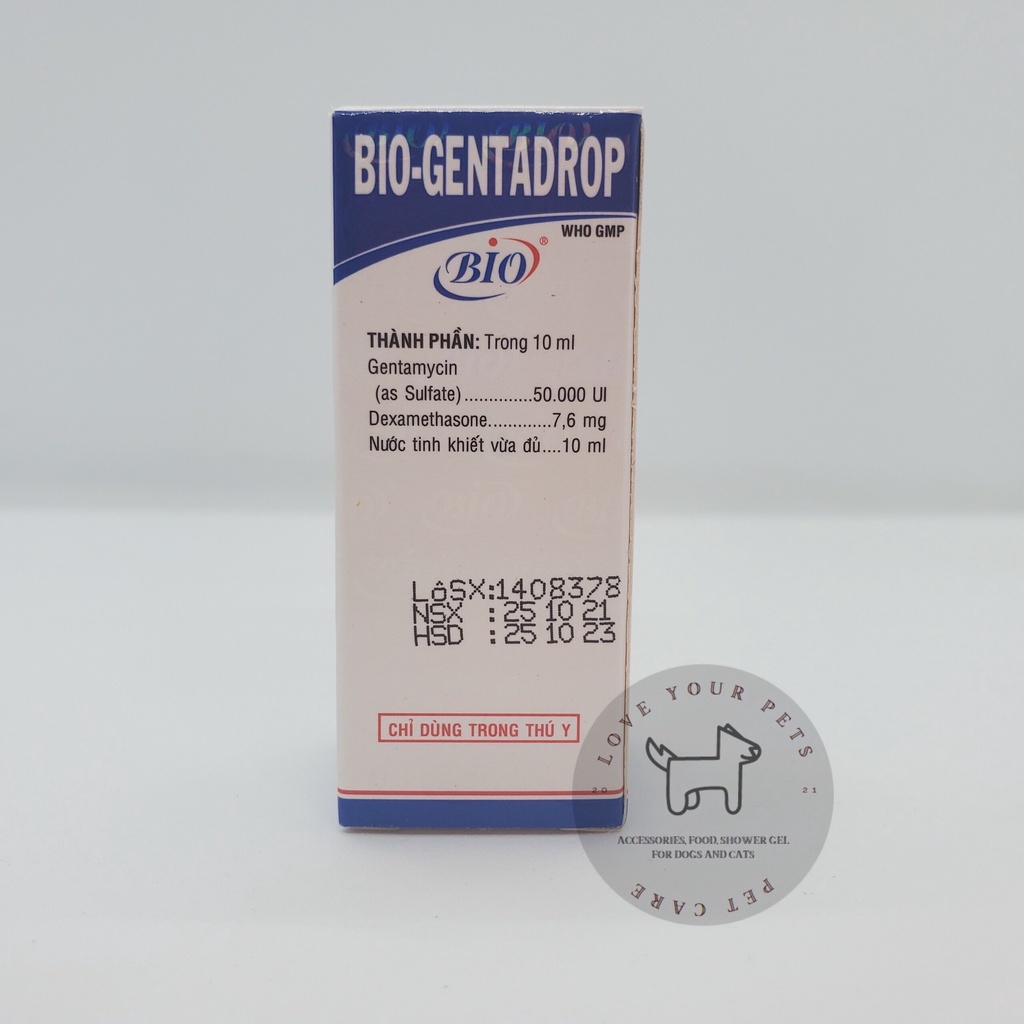 BIO-GENTADROP
WHO GMP
BIO®
THÀNH PHẦN: Trong 10 ml
Gentamycin
(as Sulfate)..............50.000 UI
Dexamethasone.............7,6 mg
Nước tinh khiết vừa đủ....10 ml
LôSX:1408378
NSX : 25 10 21
HSD : 25 10 23
CHỈ DÙNG TRONG THÚ Y
LOVE YOUR PETS
20 21
ACCESSORIES, FOOD, SHOWER GEL
FOR DOGS AND CATS
PET CARE